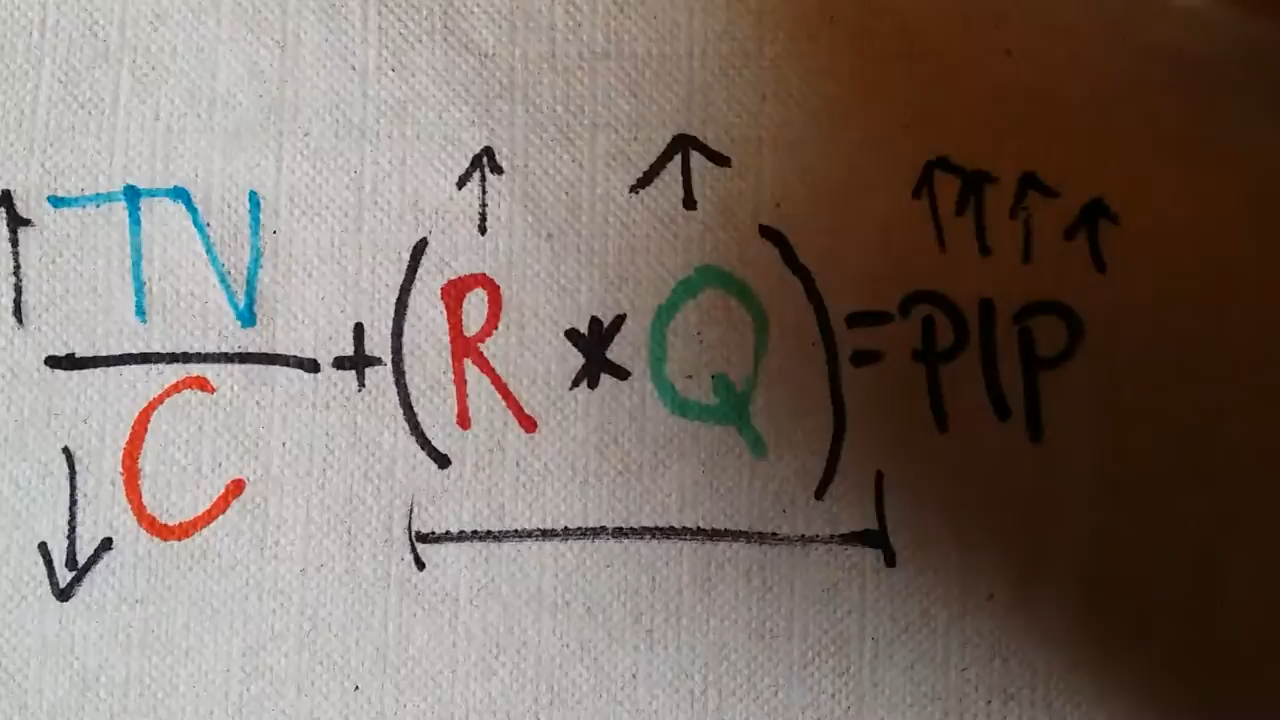 ↑ ↑ ↑↑↑↑
↑ TV
— + (R * Q) = PIP
↓ C